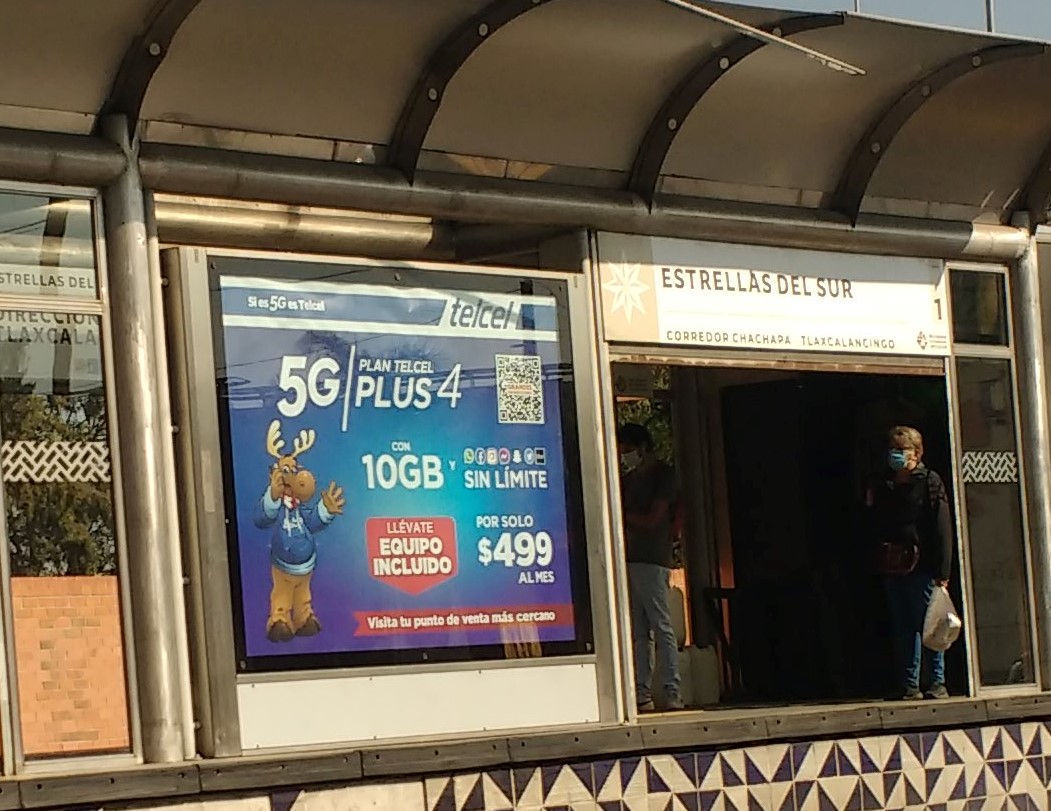 STRELLAS DEL
DIRECCION
TLAXCALA
Si es 5G es Telcel
telcel
5G
PLAN TELCEL
PLUS 4
CON
10GB Y
SIN LÍMITE
LLÉVATE
EQUIPO
INCLUIDO
POR SOLO
$499
AL MES
Visita tu punto de venta más cercano
ESTRELLAS DEL SUR
1
CORREDOR CHACHAPA TLAXCALANCINGO